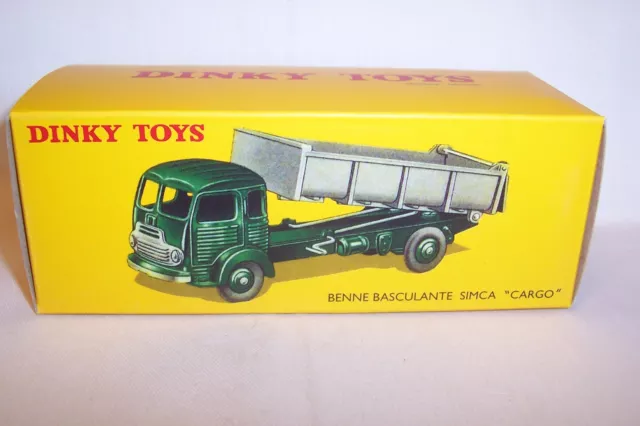 DINKY TOYS
DINKY TOYS
BENNE BASCULANTE SIMCA "CARGO"